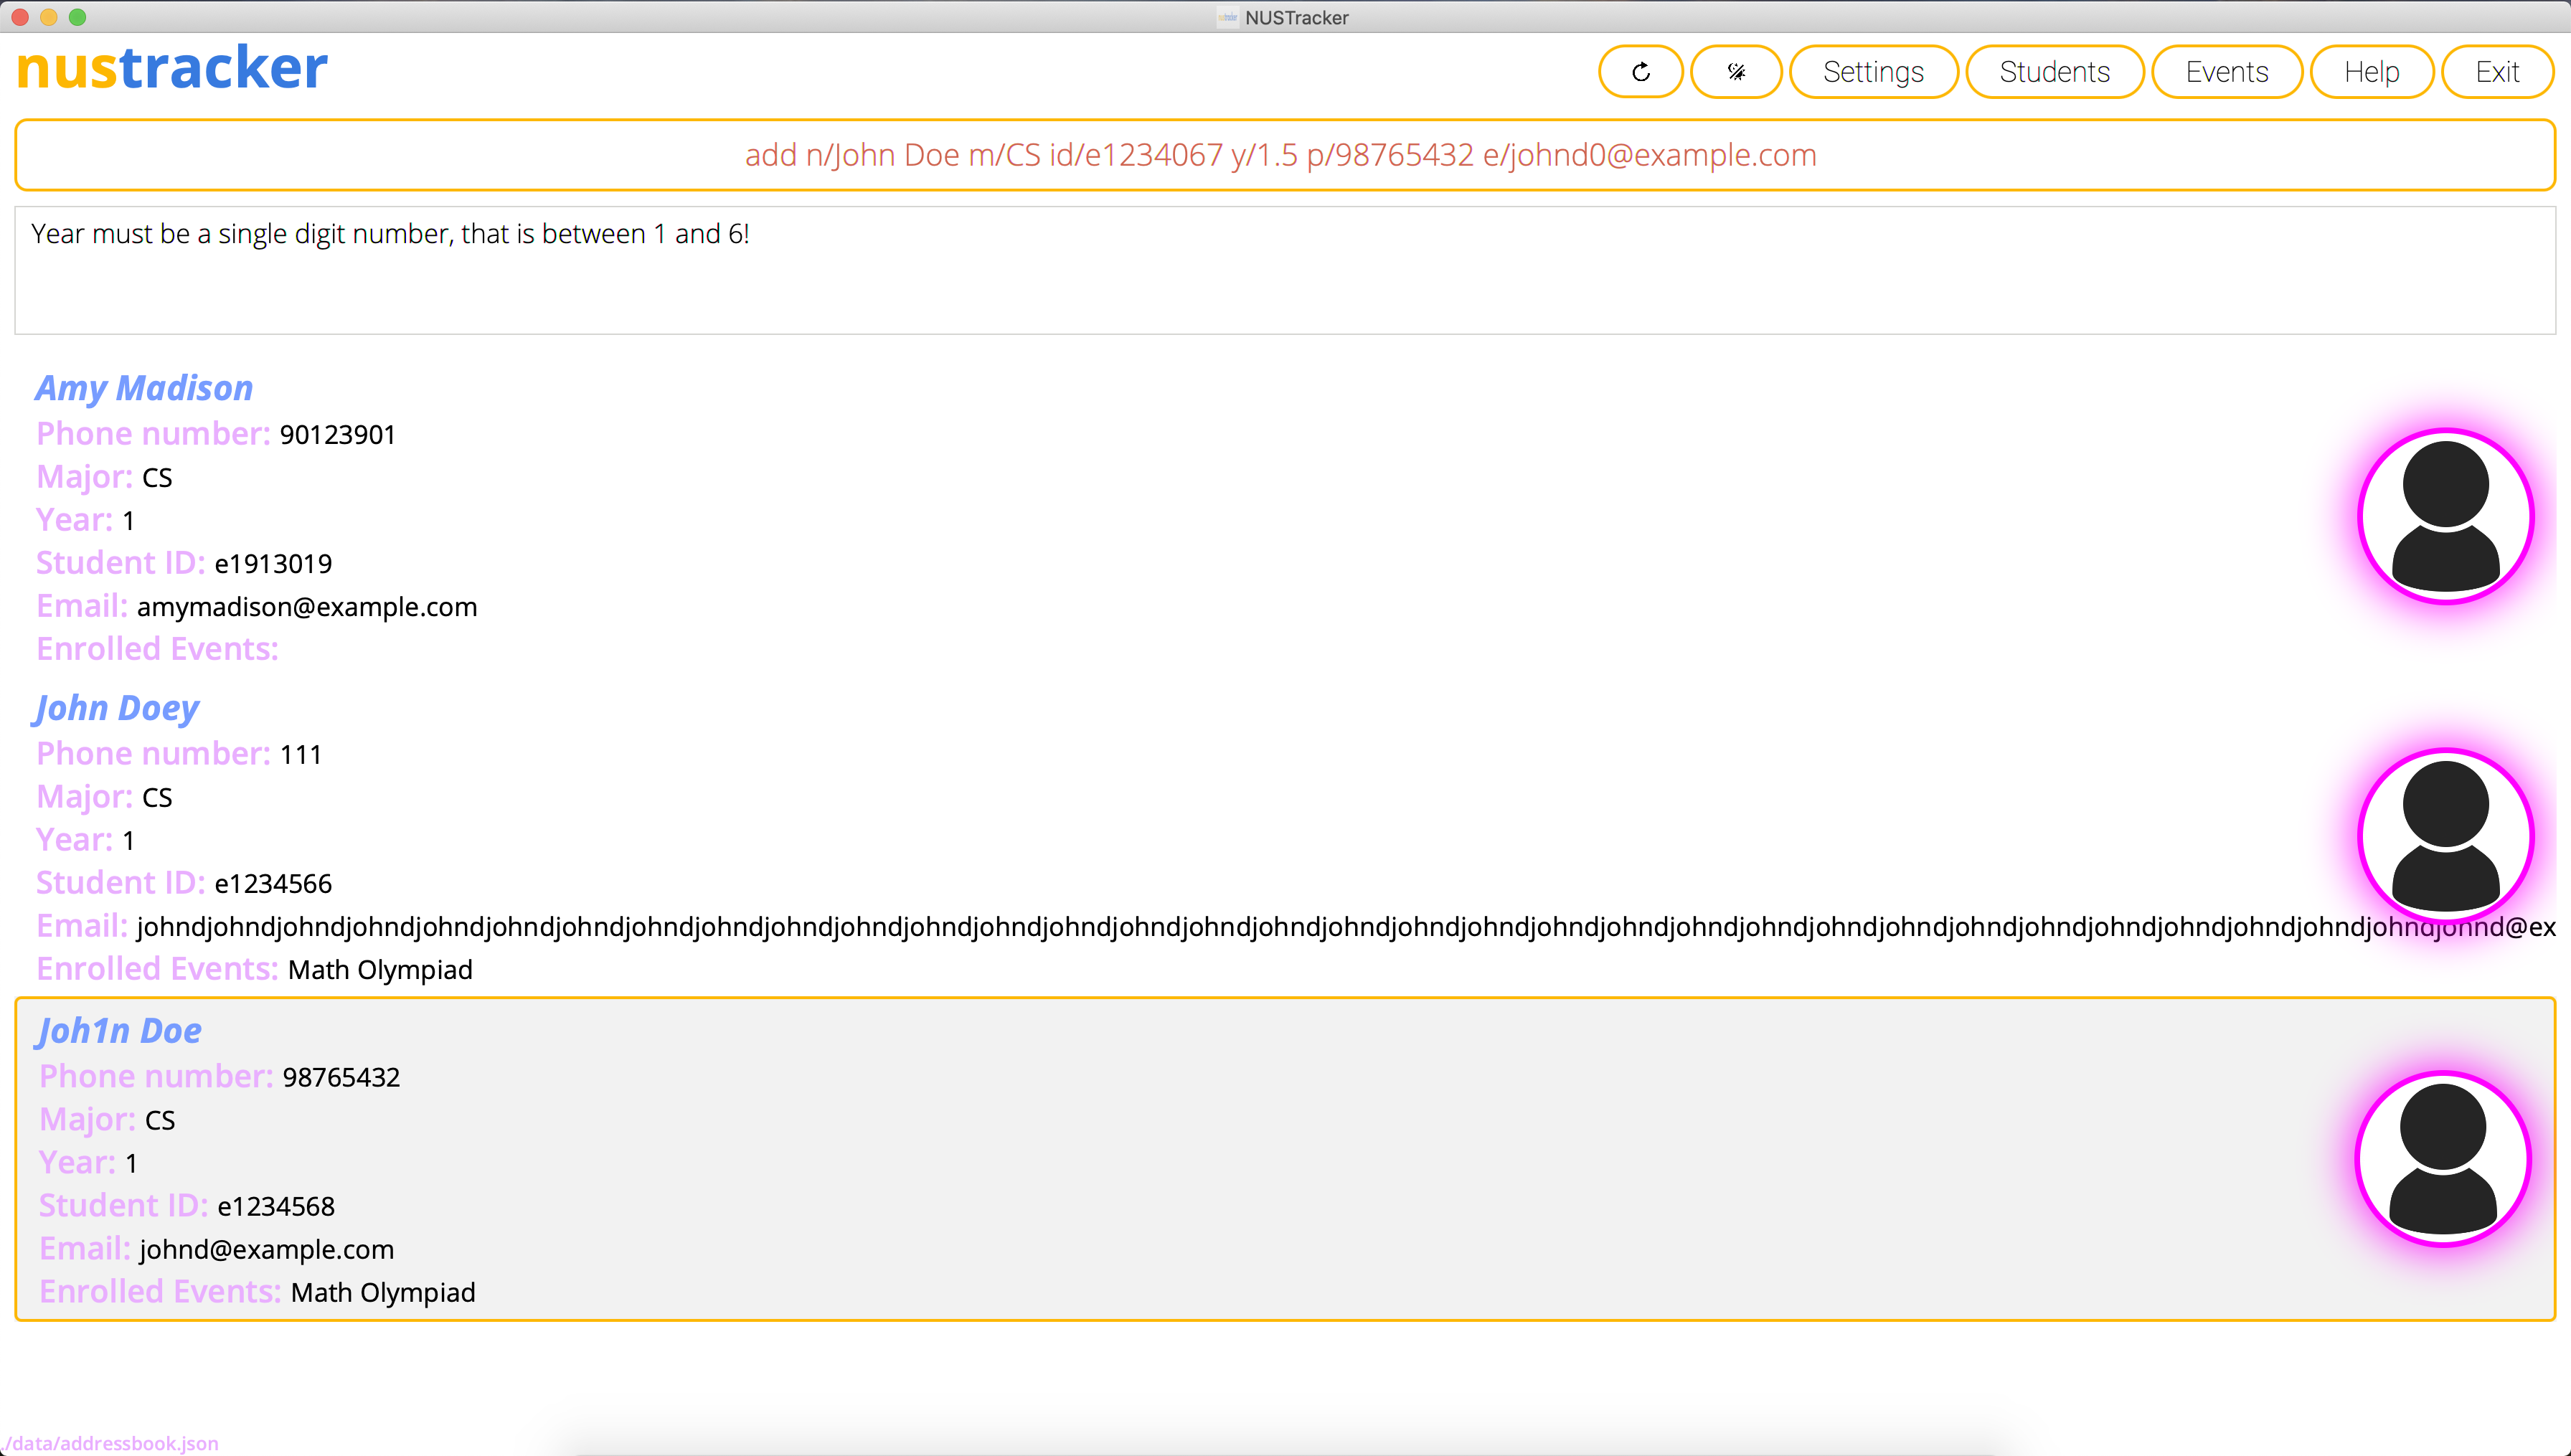 NUSTracker
nustracker
Settings Students Events Help Exit
add n/John Doe m/CS id/e1234067 y/1.5 p/98765432 e/johnd0@example.com
Year must be a single digit number, that is between 1 and 6!
Amy Madison
Phone number: 90123901
Major: CS
Year: 1
Student ID: e1913019
Email: amymadison@example.com
Enrolled Events:
John Doey
Phone number: 111
Major: CS
Year: 1
Student ID: e1234566
Email: johndjohndjohndjohndjohndjohndjohndjohndjohndjohndjohndjohndjohndjohndjohndjohndjohndjohndjohndjohndjohndjohndjohndjohndjohndjohndjohndjohndjohndjohndjohndjohndjohndjohnd@ex
Enrolled Events: Math Olympiad
Joh1n Doe
Phone number: 98765432
Major: CS
Year: 1
Student ID: e1234568
Email: johnd@example.com
Enrolled Events: Math Olympiad
./data/addressbook.json